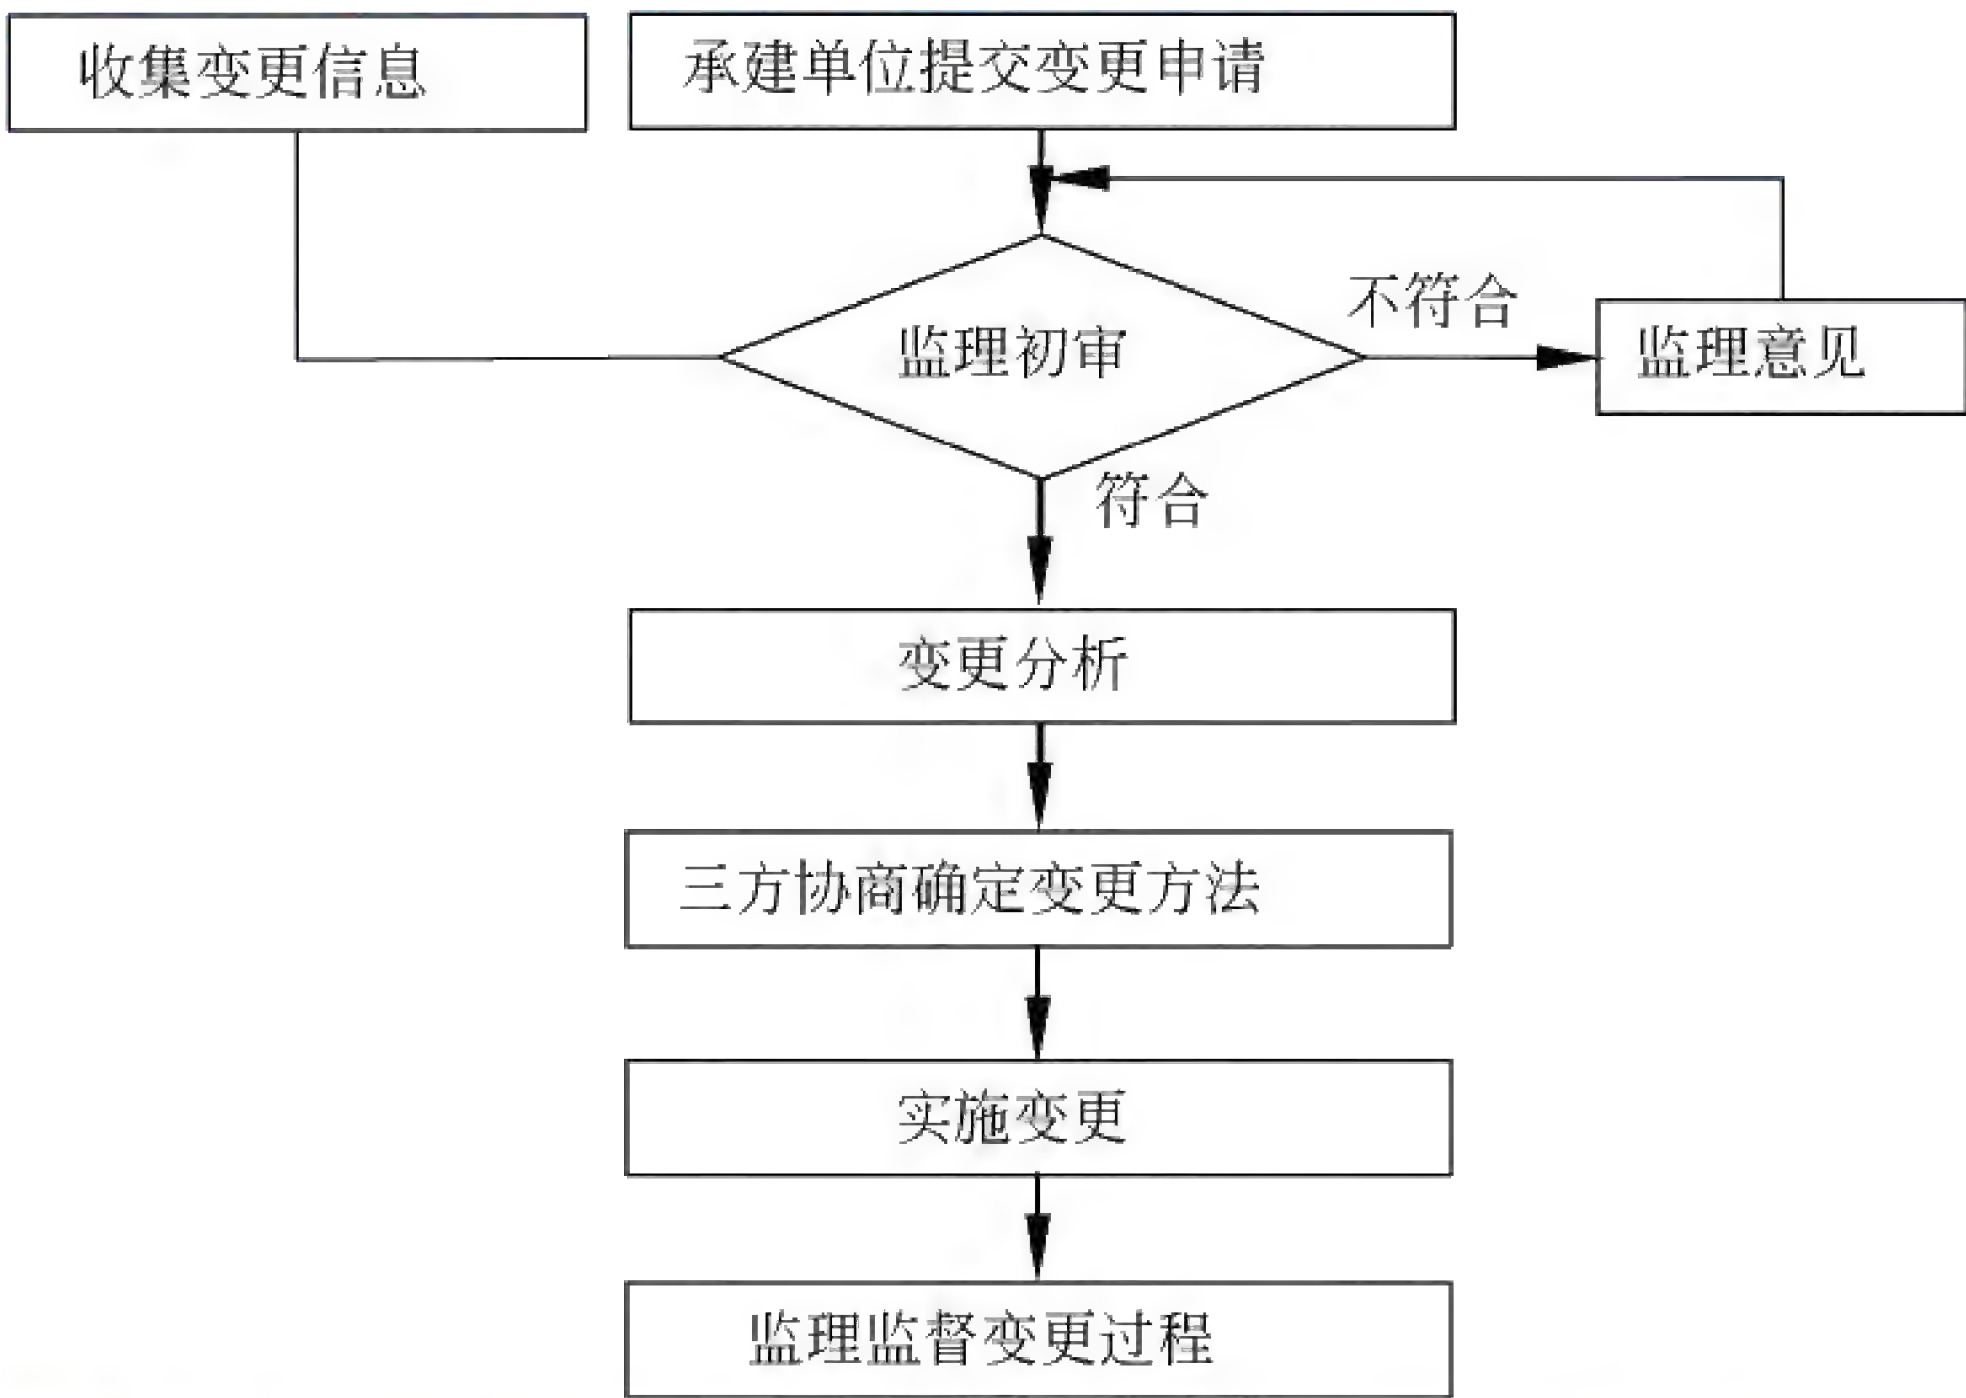 收集变更信息
承建单位提交变更申请
不符合
监理初审
监理意见
符合
变更分析
三方协商确定变更方法
实施变更
监理监督变更过程